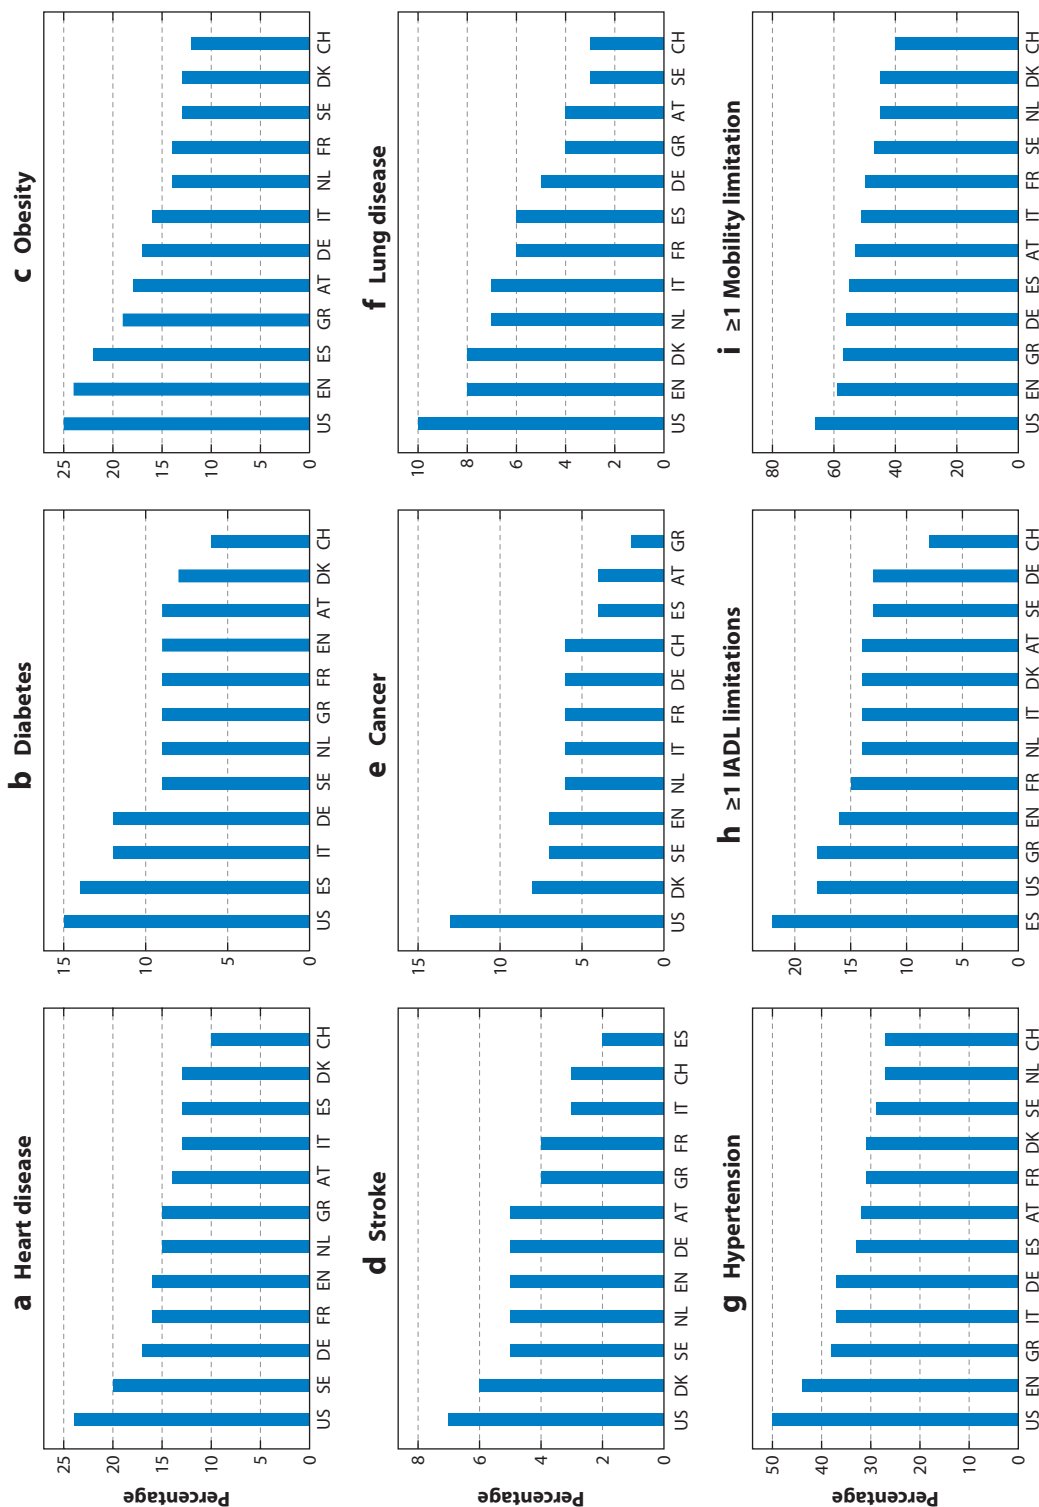 a Heart disease
Percentage
25
20
15
10
5
0
US SE DE FR EN NL GR AT IT ES DK CH
b Diabetes
15
10
5
0
US ES IT DE SE NL GR FR EN AT DK CH
c Obesity
25
20
15
10
5
0
US EN ES GR AT DE IT NL FR SE DK CH
d Stroke
Percentage
8
6
4
2
0
US DK SE NL EN DE AT GR FR IT CH ES
e Cancer
15
10
5
0
US DK SE EN NL IT FR DE CH ES AT GR
f Lung disease
10
8
6
4
2
0
US EN DK NL IT FR ES DE GR AT SE CH
g Hypertension
Percentage
50
40
30
20
10
0
US EN GR IT DE ES AT FR DK SE NL CH
h ≥1 IADL limitations
20
15
10
5
0
ES US GR EN FR NL IT DK AT SE DE CH
i ≥1 Mobility limitation
80
60
40
20
0
US EN GR DE ES AT IT FR SE NL DK CH